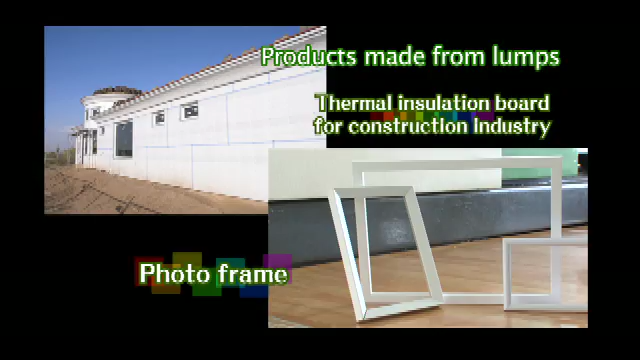 Products made from lumps
Thermal insulation board
for construction Industry
Photo frame